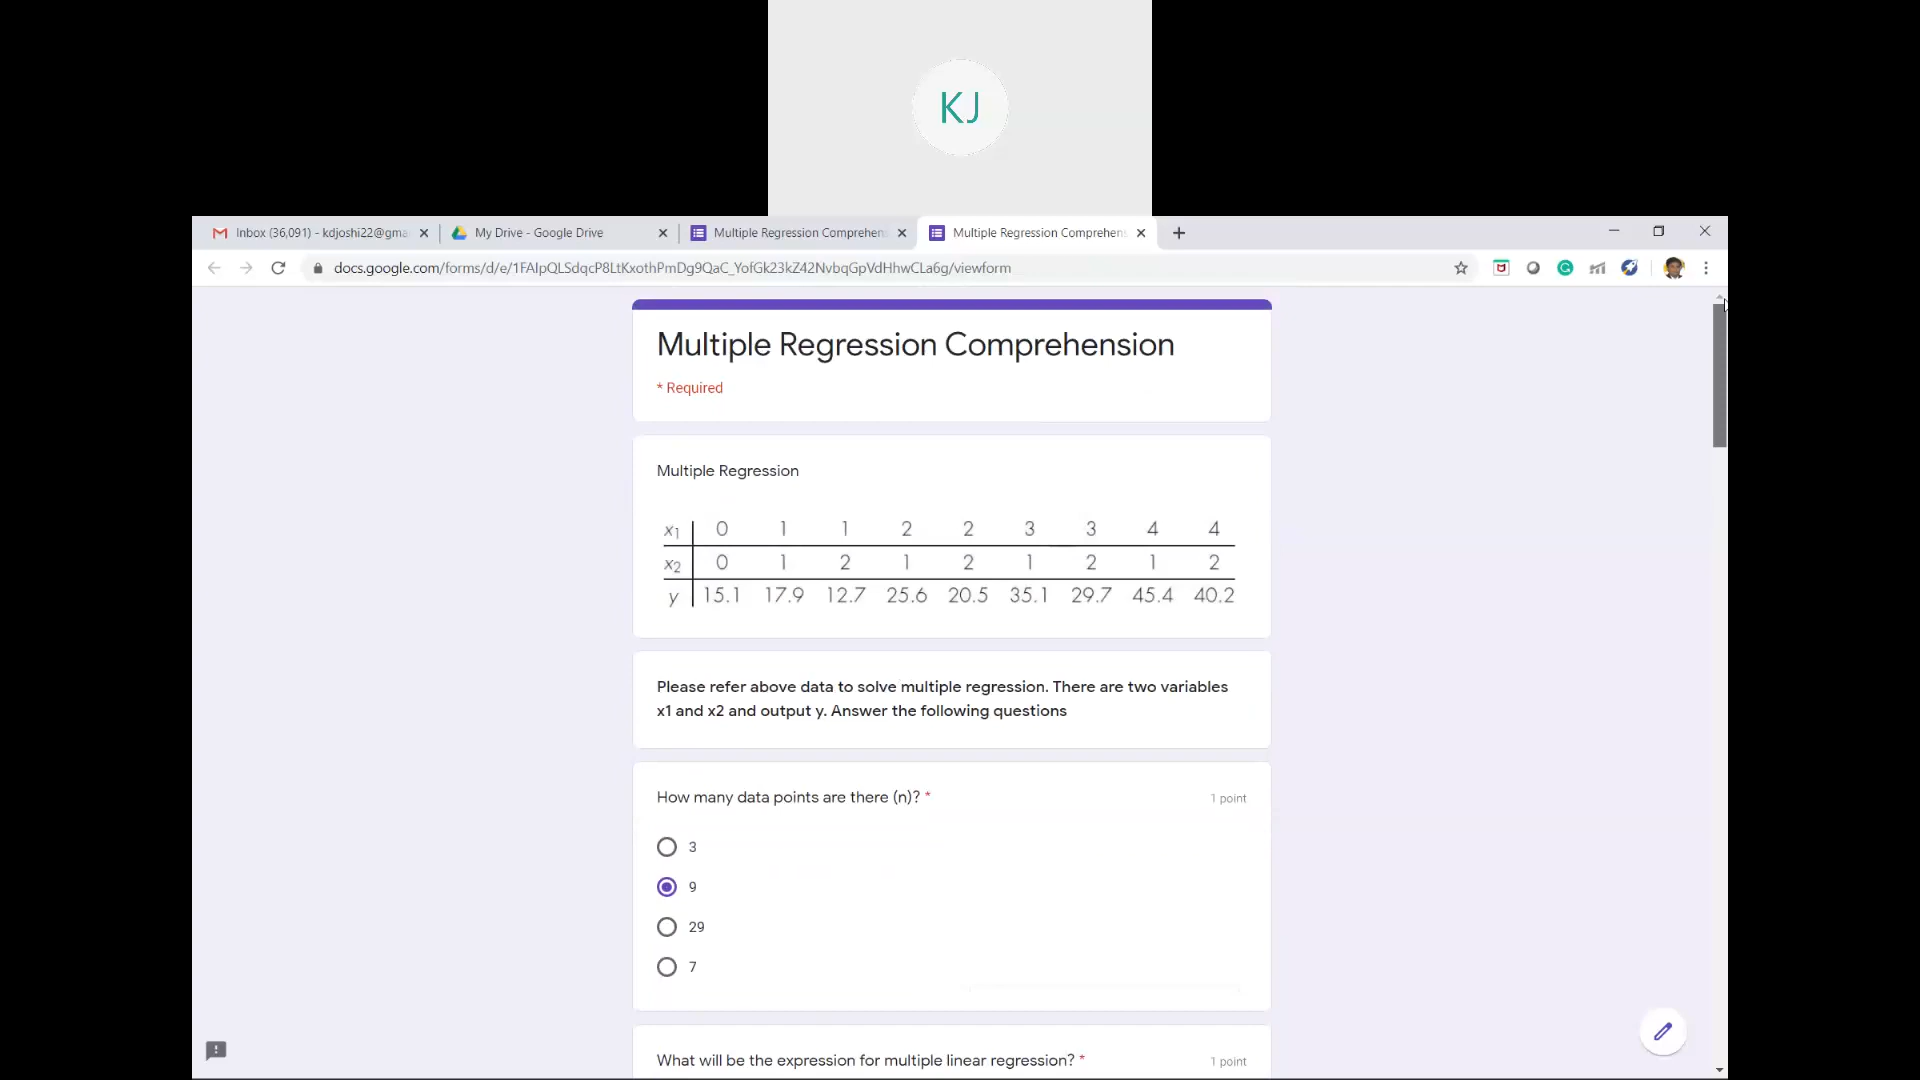 KJ
Inbox (36,091) - kdjoshi22@gma
My Drive - Google Drive
Multiple Regression Comprehen
Multiple Regression Comprehens
docs.google.com/forms/d/e/1FAIpQLSdqcP8LtKxothPmDg9QaC_YofGk23kZ42NvbqGpVdHhwCLa6g/viewform
Multiple Regression Comprehension
* Required
Multiple Regression
x1 0 1 1 2 2 3 3 4 4
x2 0 1 2 1 2 1 2 1 2
y 15.1 17.9 12.7 25.6 20.5 35.1 29.7 45.4 40.2
Please refer above data to solve multiple regression. There are two variables
x1 and x2 and output y. Answer the following questions
How many data points are there (n)? *
1 point
3
9
29
7
What will be the expression for multiple linear regression? *
1 point